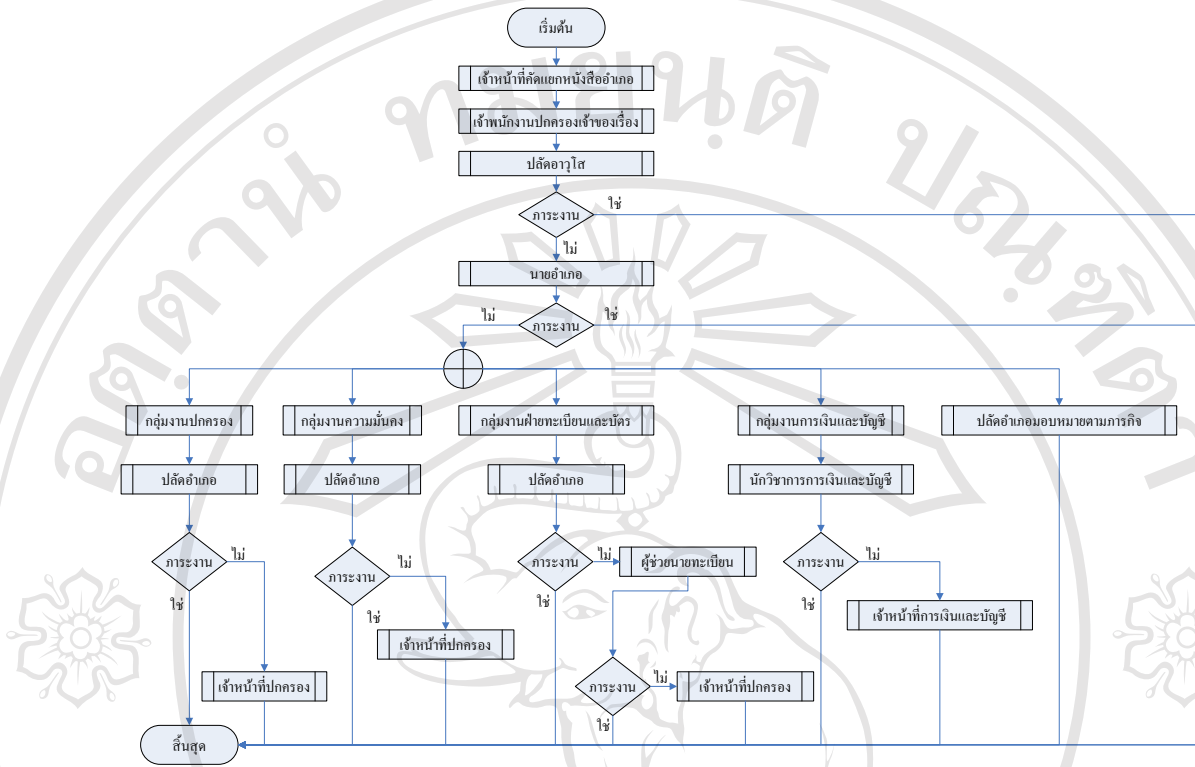 เริ่มต้น
เจ้าหน้าที่คัดแยกหนังสืออำเภอ
เจ้าพนักงานปกครองเจ้าของเรื่อง
ปลัดอาวุโส
ภาระงาน
ใช่
ไม่
นายอำเภอ
ไม่
ภาระงาน
ใช่
กลุ่มงานปกครอง
กลุ่มงานความมั่นคง
กลุ่มงานฝ่ายทะเบียนและบัตร
กลุ่มงานการเงินและบัญชี
ปลัดอำเภอมอบหมายตามภารกิจ
ปลัดอำเภอ
ปลัดอำเภอ
ปลัดอำเภอ
นักวิชาการการเงินและบัญชี
ภาระงาน
ไม่
ใช่
ภาระงาน
ไม่
ใช่
ภาระงาน
ไม่
ใช่
ผู้ช่วยนายทะเบียน
ภาระงาน
ไม่
ใช่
เจ้าหน้าที่การเงินและบัญชี
เจ้าหน้าที่ปกครอง
เจ้าหน้าที่ปกครอง
ภาระงาน
ไม่
ใช่
เจ้าหน้าที่ปกครอง
สิ้นสุด